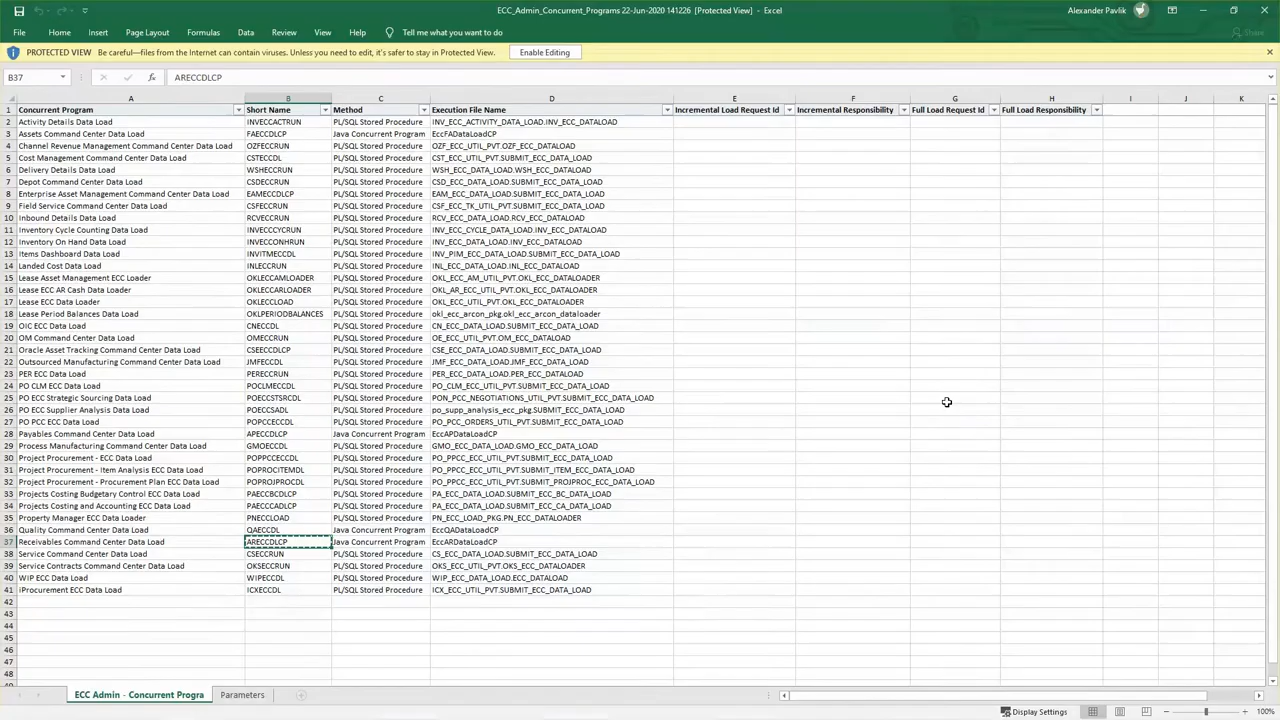 ECC_Admin_Concurrent_Programs 22-Jun-2020 141226 [Protected View] - Excel
Alexander Pavlik
File Home Insert Page Layout Formulas Data Review View Help Tell me what you want to do Share
PROTECTED VIEW Be careful—files from the Internet can contain viruses. Unless you need to edit, it's safer to stay in Protected View. Enable Editing
B37 fx ARECCDLCP
A B C D E F G H I J K
1 Concurrent Program Short Name Method Execution File Name Incremental Load Request Id Incremental Responsibility Full Load Request Id Full Load Responsibility
2 Activity Details Data Load INVECCACTRUN PL/SQL Stored Procedure INV_ECC_ACTIVITY_DATA_LOAD.INV_ECC_DATALOAD
3 Assets Command Center Data Load FAECCDLCP Java Concurrent Program EccFADataLoadCP
4 Channel Revenue Management Command Center Data Load OZFECCRUN PL/SQL Stored Procedure OZF_ECC_UTIL_PVT.OZF_ECC_DATALOAD
5 Cost Management Command Center Data Load CSTECCDL PL/SQL Stored Procedure CST_ECC_UTIL_PVT.SUBMIT_ECC_DATA_LOAD
6 Delivery Details Data Load WSHECCRUN PL/SQL Stored Procedure WSH_ECC_DATA_LOAD.WSH_ECC_DATALOAD
7 Depot Command Center Data Load CSDECCRUN PL/SQL Stored Procedure CSD_ECC_DATA_LOAD.SUBMIT_ECC_DATA_LOAD
8 Enterprise Asset Management Command Center Data Load EAMECCDLCP PL/SQL Stored Procedure EAM_ECC_DATA_LOAD.SUBMIT_ECC_DATA_LOAD
9 Field Service Command Center Data Load CSFECCRUN PL/SQL Stored Procedure CSF_ECC_TK_UTIL_PVT.SUBMIT_ECC_DATA_LOAD
10 Inbound Details Data Load RCVECCRUN PL/SQL Stored Procedure RCV_ECC_DATA_LOAD.RCV_ECC_DATALOAD
11 Inventory Cycle Counting Data Load INVECCCYCRUN PL/SQL Stored Procedure INV_ECC_CYCLE_DATA_LOAD.INV_ECC_DATALOAD
12 Inventory On Hand Data Load INVECCONHRUN PL/SQL Stored Procedure INV_ECC_DATA_LOAD.INV_ECC_DATALOAD
13 Items Dashboard Data Load INVITMECCDL PL/SQL Stored Procedure INV_PIM_ECC_DATA_LOAD.SUBMIT_ECC_DATA_LOAD
14 Landed Cost Data Load INLECCRUN PL/SQL Stored Procedure INL_ECC_DATA_LOAD.INL_ECC_DATALOAD
15 Lease Asset Management ECC Loader OKLECCAMLOADER PL/SQL Stored Procedure OKL_ECC_AM_UTIL_PVT.OKL_ECC_DATALOADER
16 Lease ECC AR Cash Data Loader OKLECCARLOADER PL/SQL Stored Procedure OKL_AR_ECC_UTIL_PVT.OKL_ECC_DATALOADER
17 Lease ECC Data Loader OKLECCLOAD PL/SQL Stored Procedure OKL_ECC_UTIL_PVT.OKL_ECC_DATALOADER
18 Lease Period Balances Data Load OKLPERIODBALANCES PL/SQL Stored Procedure okl_ecc_arcon_pkg.okl_ecc_arcon_dataloader
19 OIC ECC Data Load CNECCDL PL/SQL Stored Procedure CN_ECC_DATA_LOAD.SUBMIT_ECC_DATA_LOAD
20 OM Command Center Data Load OMECCRUN PL/SQL Stored Procedure OE_ECC_UTIL_PVT.OM_ECC_DATALOAD
21 Oracle Asset Tracking Command Center Data Load CSEECCDLCP PL/SQL Stored Procedure CSE_ECC_DATA_LOAD.SUBMIT_ECC_DATA_LOAD
22 Outsourced Manufacturing Command Center Data Load JMFECCDL PL/SQL Stored Procedure JMF_ECC_DATA_LOAD.JMF_ECC_DATALOAD
23 PER ECC Data Load PERECCRUN PL/SQL Stored Procedure PER_ECC_DATA_LOAD.PER_ECC_DATALOAD
24 PO CLM ECC Data Load POCLMECCDL PL/SQL Stored Procedure PO_CLM_ECC_UTIL_PVT.SUBMIT_ECC_DATA_LOAD
25 PO ECC Strategic Sourcing Data Load POECCSTSRCDL PL/SQL Stored Procedure PON_PCC_NEGOTIATIONS_UTIL_PVT.SUBMIT_ECC_DATA_LOAD
26 PO ECC Supplier Analysis Data Load POECCSADL PL/SQL Stored Procedure po_supp_analysis_ecc_pkg.SUBMIT_ECC_DATA_LOAD
27 PO PCC ECC Data Load POPCCECCDL PL/SQL Stored Procedure PO_PCC_ORDERS_UTIL_PVT.SUBMIT_ECC_DATA_LOAD
28 Payables Command Center Data Load APECCDLCP Java Concurrent Program EccAPDataLoadCP
29 Process Manufacturing Command Center Data Load GMOECCDL PL/SQL Stored Procedure GMO_ECC_DATA_LOAD.GMO_ECC_DATALOAD
30 Project Procurement - ECC Data Load POPPCCECCDL PL/SQL Stored Procedure PO_PPCC_ECC_UTIL_PVT.SUBMIT_ECC_DATA_LOAD
31 Project Procurement - Item Analysis ECC Data Load POPROCITEMDL PL/SQL Stored Procedure PO_PPCC_ECC_UTIL_PVT.SUBMIT_ITEM_ECC_DATA_LOAD
32 Project Procurement - Procurement Plan ECC Data Load POPROJPROCDL PL/SQL Stored Procedure PO_PPCC_ECC_UTIL_PVT.SUBMIT_PROJPROC_ECC_DATA_LOAD
33 Projects Costing Budgetary Control ECC Data Load PAECCBCDLCP PL/SQL Stored Procedure PA_ECC_DATA_LOAD.SUBMIT_ECC_BC_DATA_LOAD
34 Projects Costing and Accounting ECC Data Load PAECCCADLCP PL/SQL Stored Procedure PA_ECC_DATA_LOAD.SUBMIT_ECC_CA_DATA_LOAD
35 Property Manager ECC Data Loader PNECCLOAD PL/SQL Stored Procedure PN_ECC_LOAD_PKG.PN_ECC_DATALOADER
36 Quality Command Center Data Load QAECCDL Java Concurrent Program EccQADataLoadCP
37 Receivables Command Center Data Load ARECCDLCP Java Concurrent Program EccARDataLoadCP
38 Service Command Center Data Load CSECCRUN PL/SQL Stored Procedure CS_ECC_DATA_LOAD.SUBMIT_ECC_DATA_LOAD
39 Service Contracts Command Center Data Load OKSECCRUN PL/SQL Stored Procedure OKS_ECC_UTIL_PVT.OKS_ECC_DATALOADER
40 WIP ECC Data Load WIPECCDL PL/SQL Stored Procedure WIP_ECC_DATA_LOAD.ECC_DATALOAD
41 iProcurement ECC Data Load ICXECCDL PL/SQL Stored Procedure ICX_ECC_UTIL_PVT.SUBMIT_ECC_DATA_LOAD
42
43
44
45
46
47
48
49
ECC Admin - Concurrent Progra Parameters
Display Settings 100%